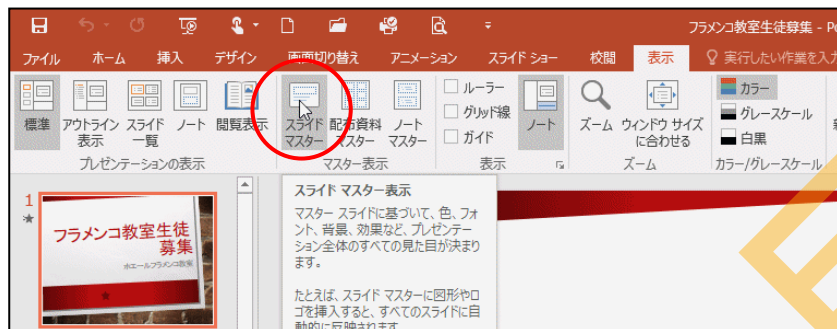 フラメンコ教室生徒募集 - Po
ファイル ホーム 挿入 デザイン 画面切り替え アニメーション スライド ショー 校閲 表示 実行したい作業を入力
標準 アウトライン表示 スライド一覧 ノート 閲覧表示 スライドマスター 配布資料マスター ノートマスター ルーラー グリッド線 ガイド ノート ズーム ウィンドウ サイズに合わせる カラー グレースケール 白黒
プレゼンテーションの表示 マスター表示 表示 ズーム カラー/グレースケール
1
フラメンコ教室生徒
募集
ホエールフラメンコ教室
スライド マスター表示
マスター スライドに基づいて、色、フォ
ント、背景、効果など、プレゼンテー
ション全体のすべての見た目が決まり
ます。
たとえば、スライド マスターに図形やロ
ゴを挿入すると、すべてのスライドに自
動的に反映されます。